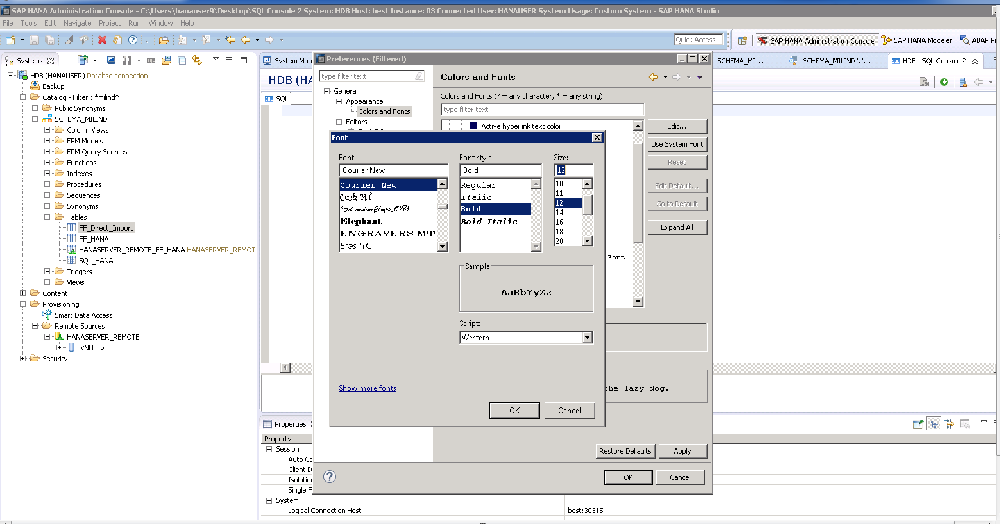 SAP HANA Administration Console - C:\Users\hanauser9\Desktop\SQL Console 2 System: HDB Host: best Instance: 03 Connected User: HANAUSER System Usage: Custom System - SAP HANA Studio
File Tools Edit Navigate Project Run Window Help
Quick Access
SAP HANA Administration Console
SAP HANA Modeler
ABAP P
Systems
HDB (HANAUSER) Databse connection
Backup
Catalog - Filter : *milind*
Public Synonyms
SCHEMA_MILIND
Column Views
EPM Models
EPM Query Sources
Functions
Indexes
Procedures
Sequences
Synonyms
Tables
FF_Direct_Import
FF_HANA
HANASERVER_REMOTE_FF_HANA HANASERVER_REMOT
SQL_HANA1
Triggers
Views
Content
Provisioning
Smart Data Access
Remote Sources
HANASERVER_REMOTE
<NULL>
Security
System Mon
- SCHEMA_MIL...
"SCHEMA_MILIND"."...
SQL HDB - SQL Console 2
HDB (HA
SQL SQL
Preferences (Filtered)
type filter text
General
Appearance
Colors and Fonts
Editors
Colors and Fonts
Colors and Fonts (? = any character, * = any string):
type filter text
Active hyperlink text color
Edit...
Use System Font
Reset
Edit Default...
Go to Default
Expand All
Font
the lazy dog.
Restore Defaults
Apply
OK
Cancel
Font
Font:
Courier New
Courier New
Curlz MT
Edwardian Script ITC
Elephant
ENGRAVERS MT
Eras ITC
Font style:
Bold
Regular
Italic
Bold
Bold Italic
Size:
12
10
11
12
14
16
18
20
Sample
AaBbYyZz
Script:
Western
Show more fonts
OK
Cancel
Properties
Property
Session
Auto Co
Client D
Isolation
Single F
System
Logical Connection Host
best:30315